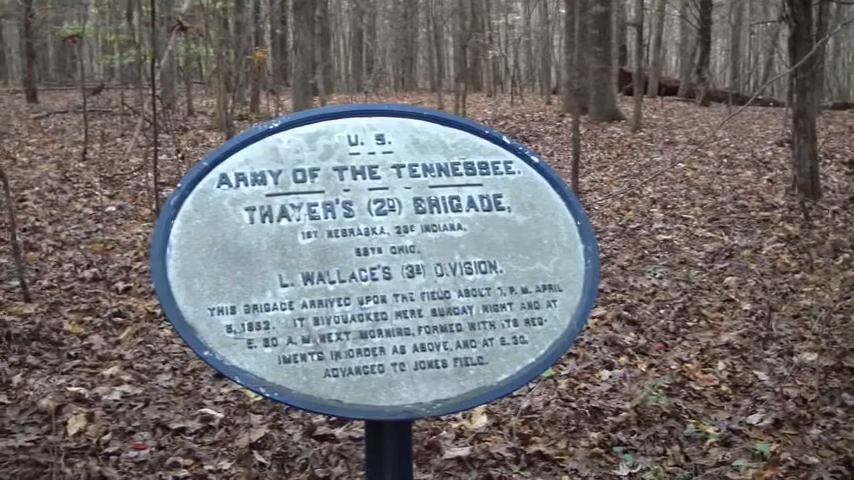 U.S.
ARMY OF THE TENNESSEE.
THAYER'S (2D) BRIGADE,
1ST NEBRASKA, 23D INDIANA,
58TH OHIO.
L. WALLACE'S (3D) DIVISION.
THIS BRIGADE ARRIVED UPON THE FIELD ABOUT 7. P. M. APRIL
6, 1862. IT BIVOUACKED HERE SUNDAY NIGHT AND AT
5.30 A.M. NEXT MORNING, FORMED WITH ITS REG-
IMENTS IN ORDER AS ABOVE, AND AT 6.30,
ADVANCED TO JONES FIELD.